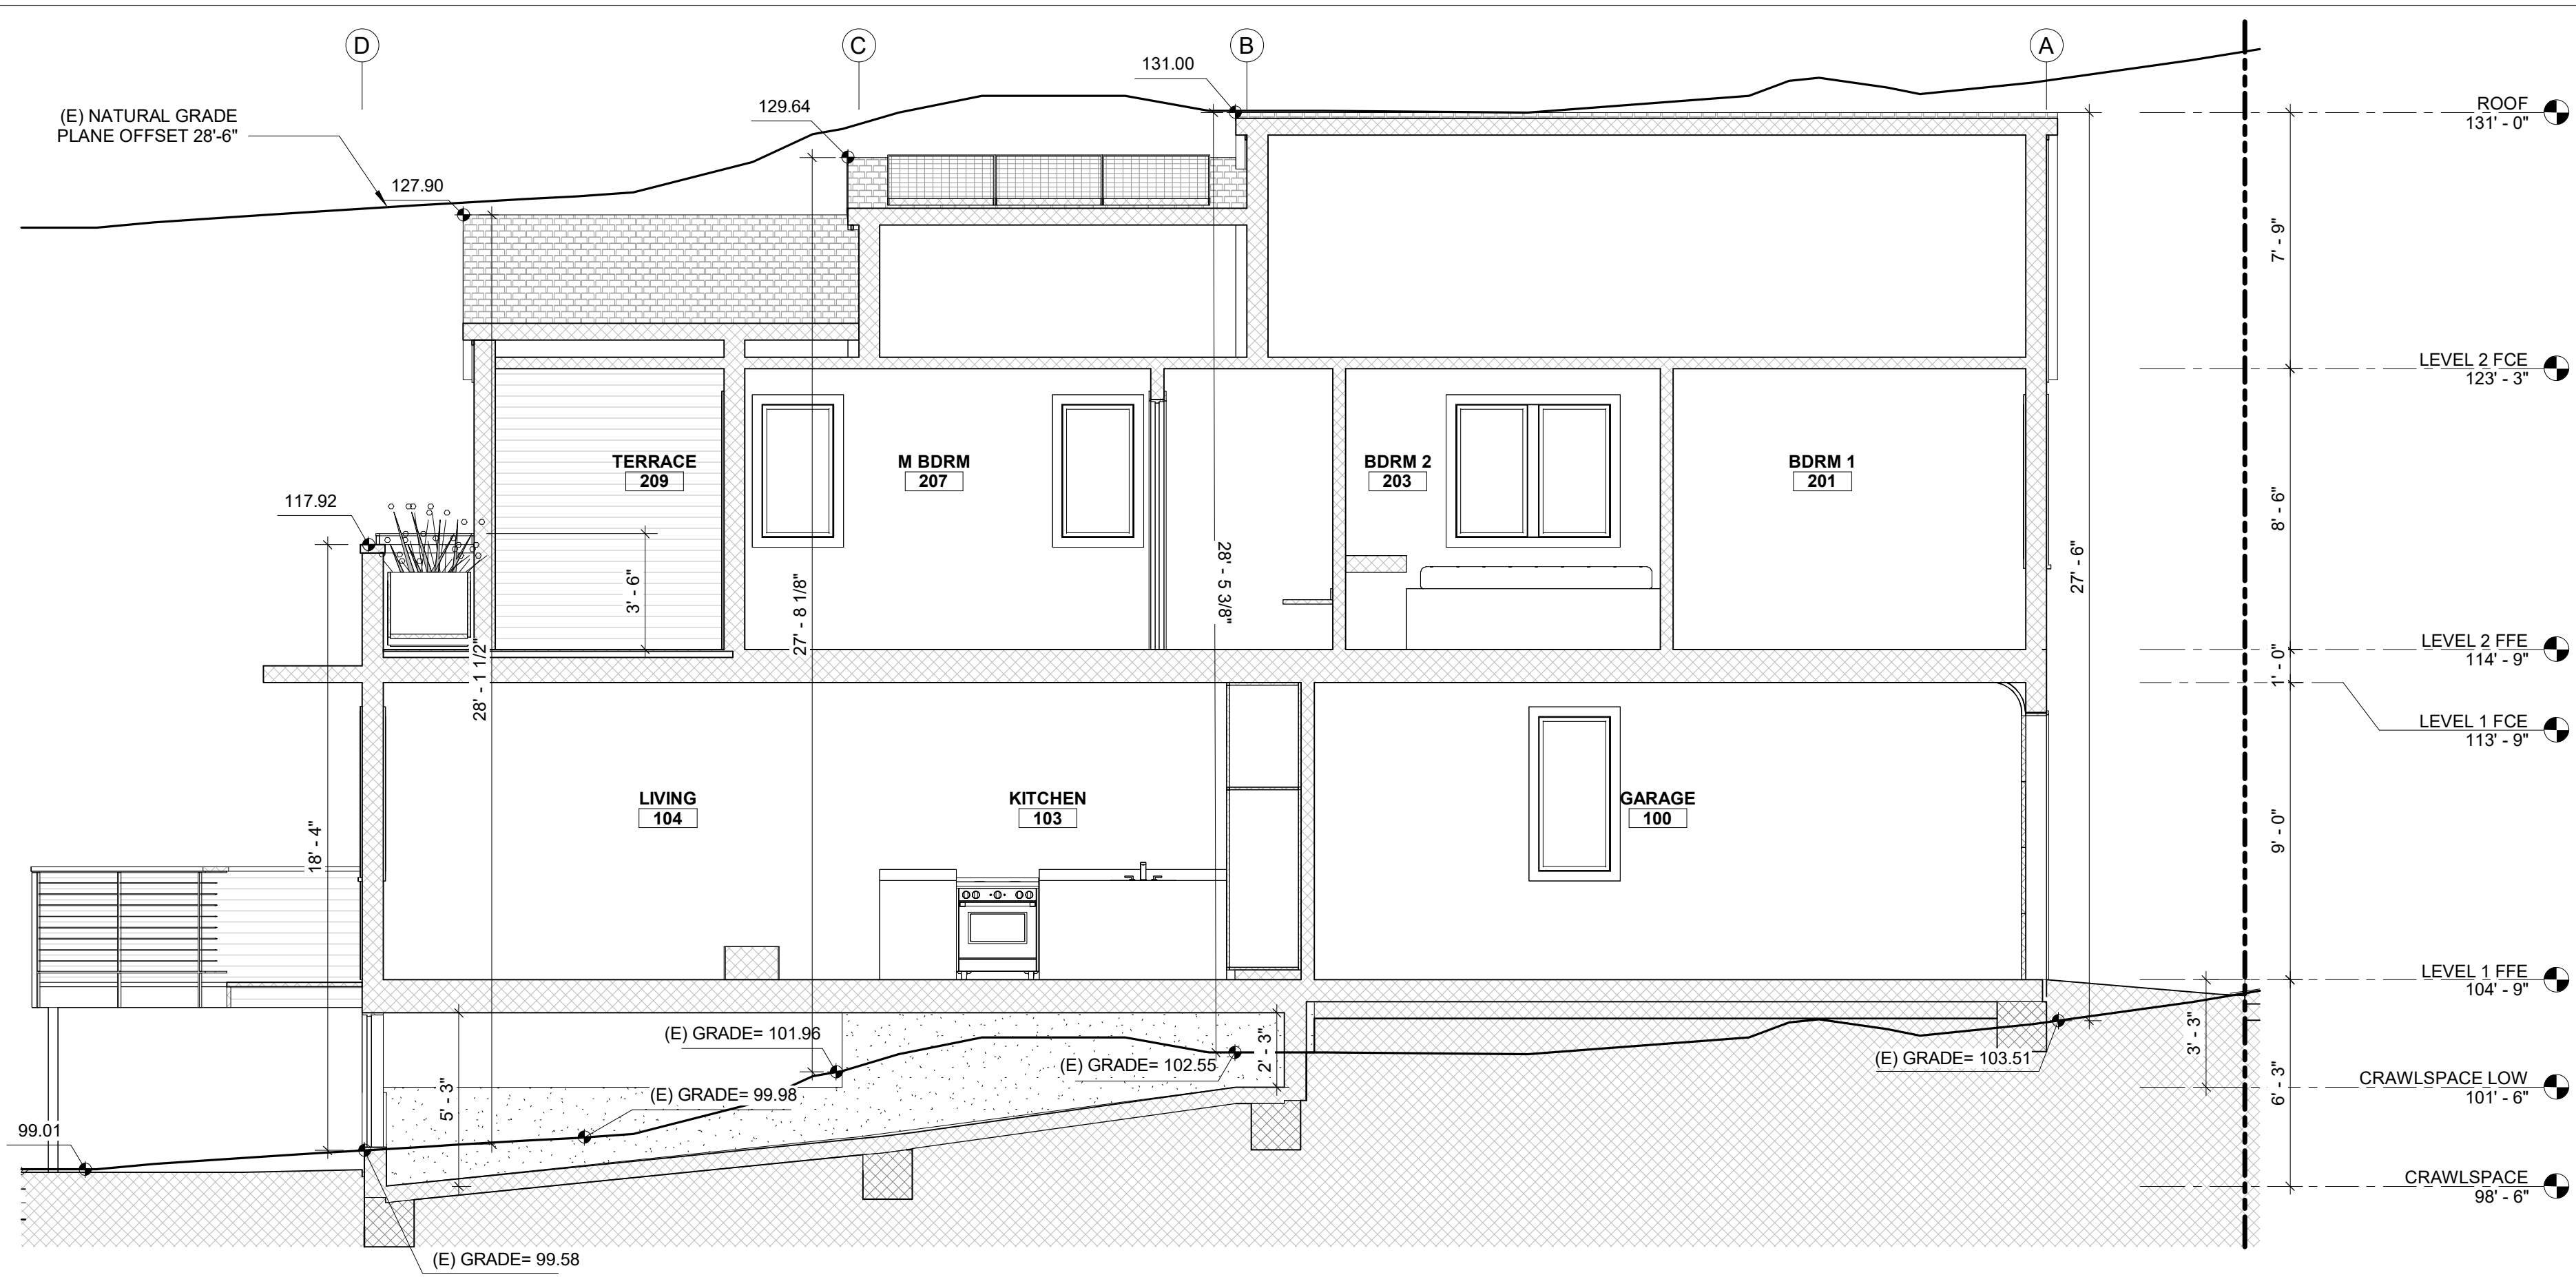 D
C
B
A
131.00
129.64
(E) NATURAL GRADE
PLANE OFFSET 28'-6"
127.90
ROOF
131' - 0"
7' - 9"
LEVEL 2 FCE
123' - 3"
TERRACE
209
M BDRM
207
BDRM 2
203
BDRM 1
201
117.92
8' - 6"
3' - 6"
28' - 5 3/8"
27' - 6"
27' - 8 1/8"
28' - 1 1/2"
LEVEL 2 FFE
114' - 9"
1' - 0"
LEVEL 1 FCE
113' - 9"
LIVING
104
KITCHEN
103
GARAGE
100
18' - 4"
9' - 0"
LEVEL 1 FFE
104' - 9"
(E) GRADE= 101.96
(E) GRADE= 102.55
2' - 3"
(E) GRADE= 103.51
3' - 3"
CRAWLSPACE LOW
101' - 6"
6' - 3"
5' - 3"
(E) GRADE= 99.98
99.01
CRAWLSPACE
98' - 6"
(E) GRADE= 99.58